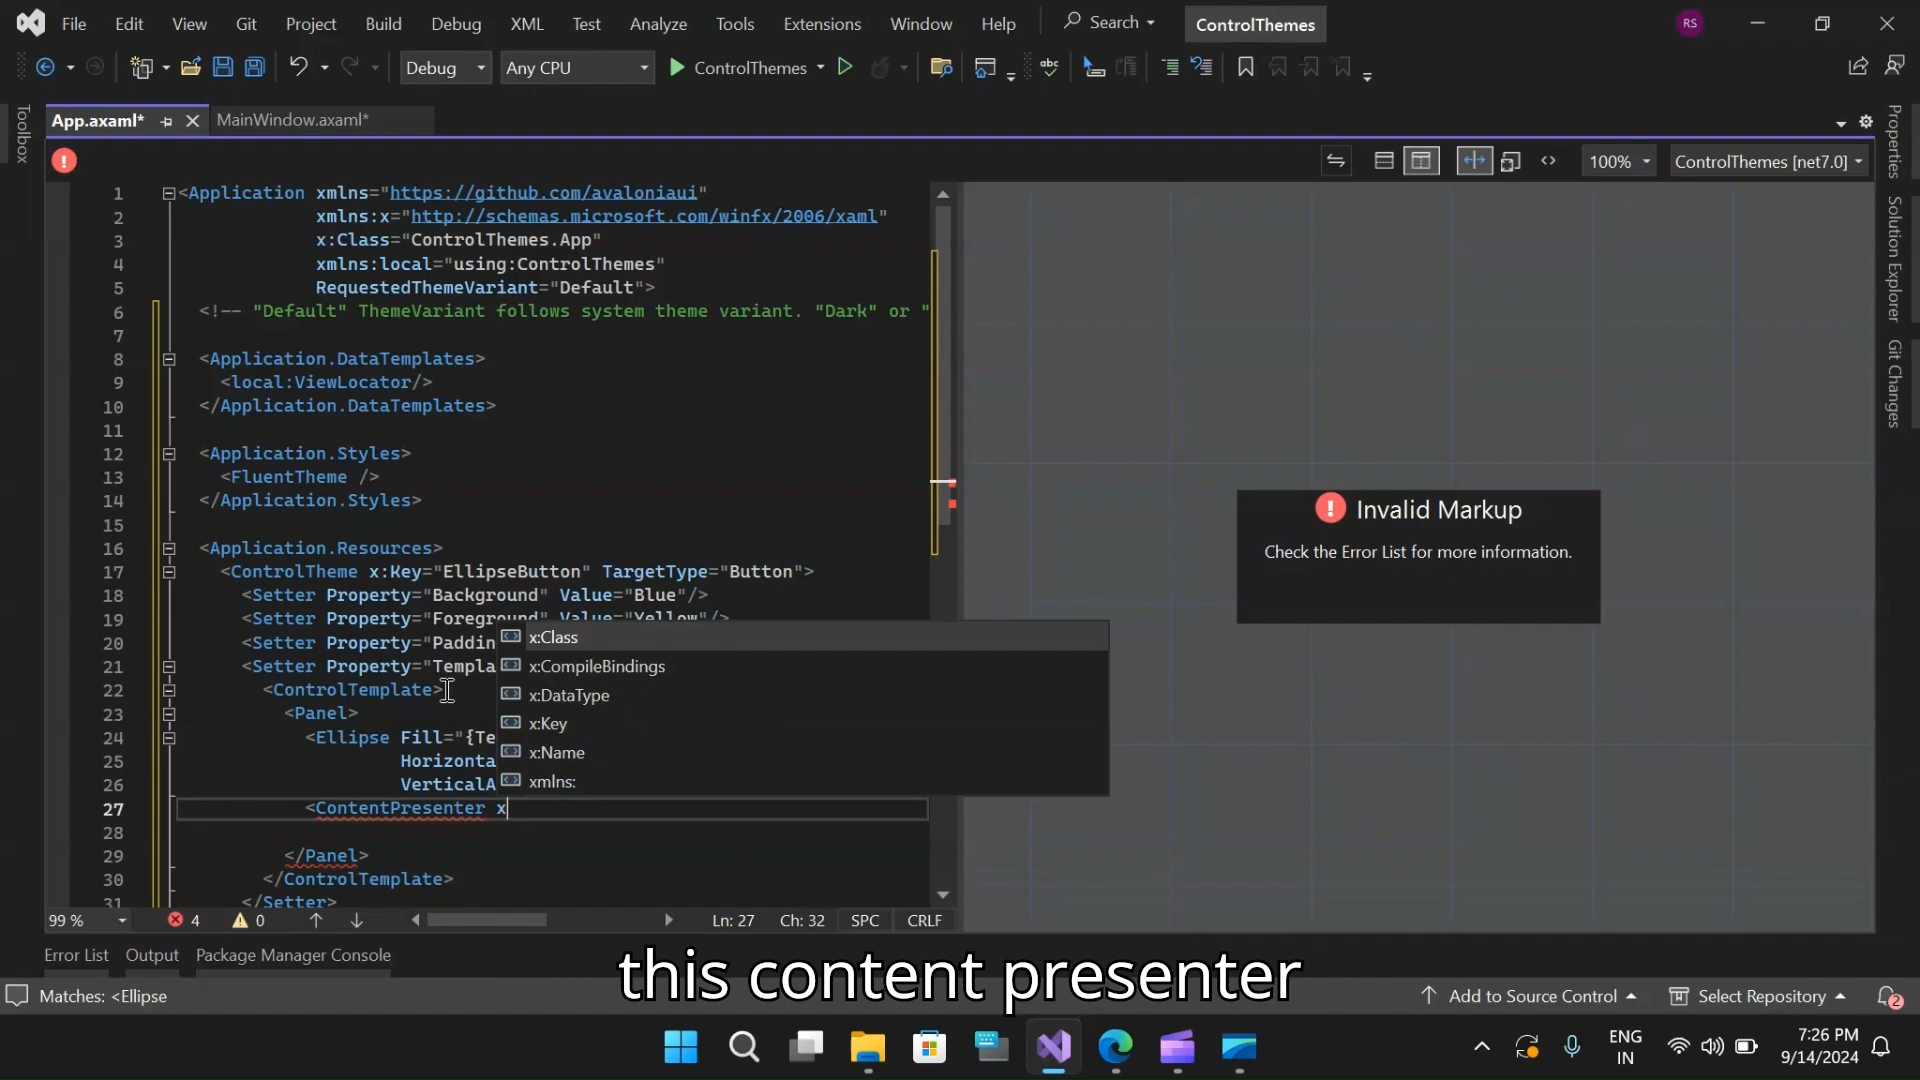 File Edit View Git Project Build Debug XML Test Analyze Tools Extensions Window Help Search ControlThemes RS
Debug Any CPU ControlThemes abc
Toolbox
App.axaml* MainWindow.axaml*
100% ControlThemes [net7.0]
Properties
Solution Explorer
Git Changes
1 <Application xmlns="https://github.com/avaloniaui"
2 xmlns:x="http://schemas.microsoft.com/winfx/2006/xaml"
3 x:Class="ControlThemes.App"
4 xmlns:local="using:ControlThemes"
5 RequestedThemeVariant="Default">
6 <!-- "Default" ThemeVariant follows system theme variant. "Dark" or "
7
8 <Application.DataTemplates>
9 <local:ViewLocator/>
10 </Application.DataTemplates>
11
12 <Application.Styles>
13 <FluentTheme />
14 </Application.Styles>
15
16 <Application.Resources>
17 <ControlTheme x:Key="EllipseButton" TargetType="Button">
18 <Setter Property="Background" Value="Blue"/>
19 <Setter Property="Foreground" Value="Yellow"/>
20 <Setter Property="Paddin
21 <Setter Property="Templa
22 <ControlTemplate>
23 <Panel>
24 <Ellipse Fill="{Te
25 Horizonta
26 VerticalA
27 <ContentPresenter x
28
29 </Panel>
30 </ControlTemplate>
31 </Setter>
x:Class
x:CompileBindings
x:DataType
x:Key
x:Name
xmlns:
Invalid Markup
Check the Error List for more information.
99 % 4 0 Ln: 27 Ch: 32 SPC CRLF
Error List Output Package Manager Console
this content presenter
Matches: <Ellipse Add to Source Control Select Repository 2
ENG
IN
7:26 PM
9/14/2024